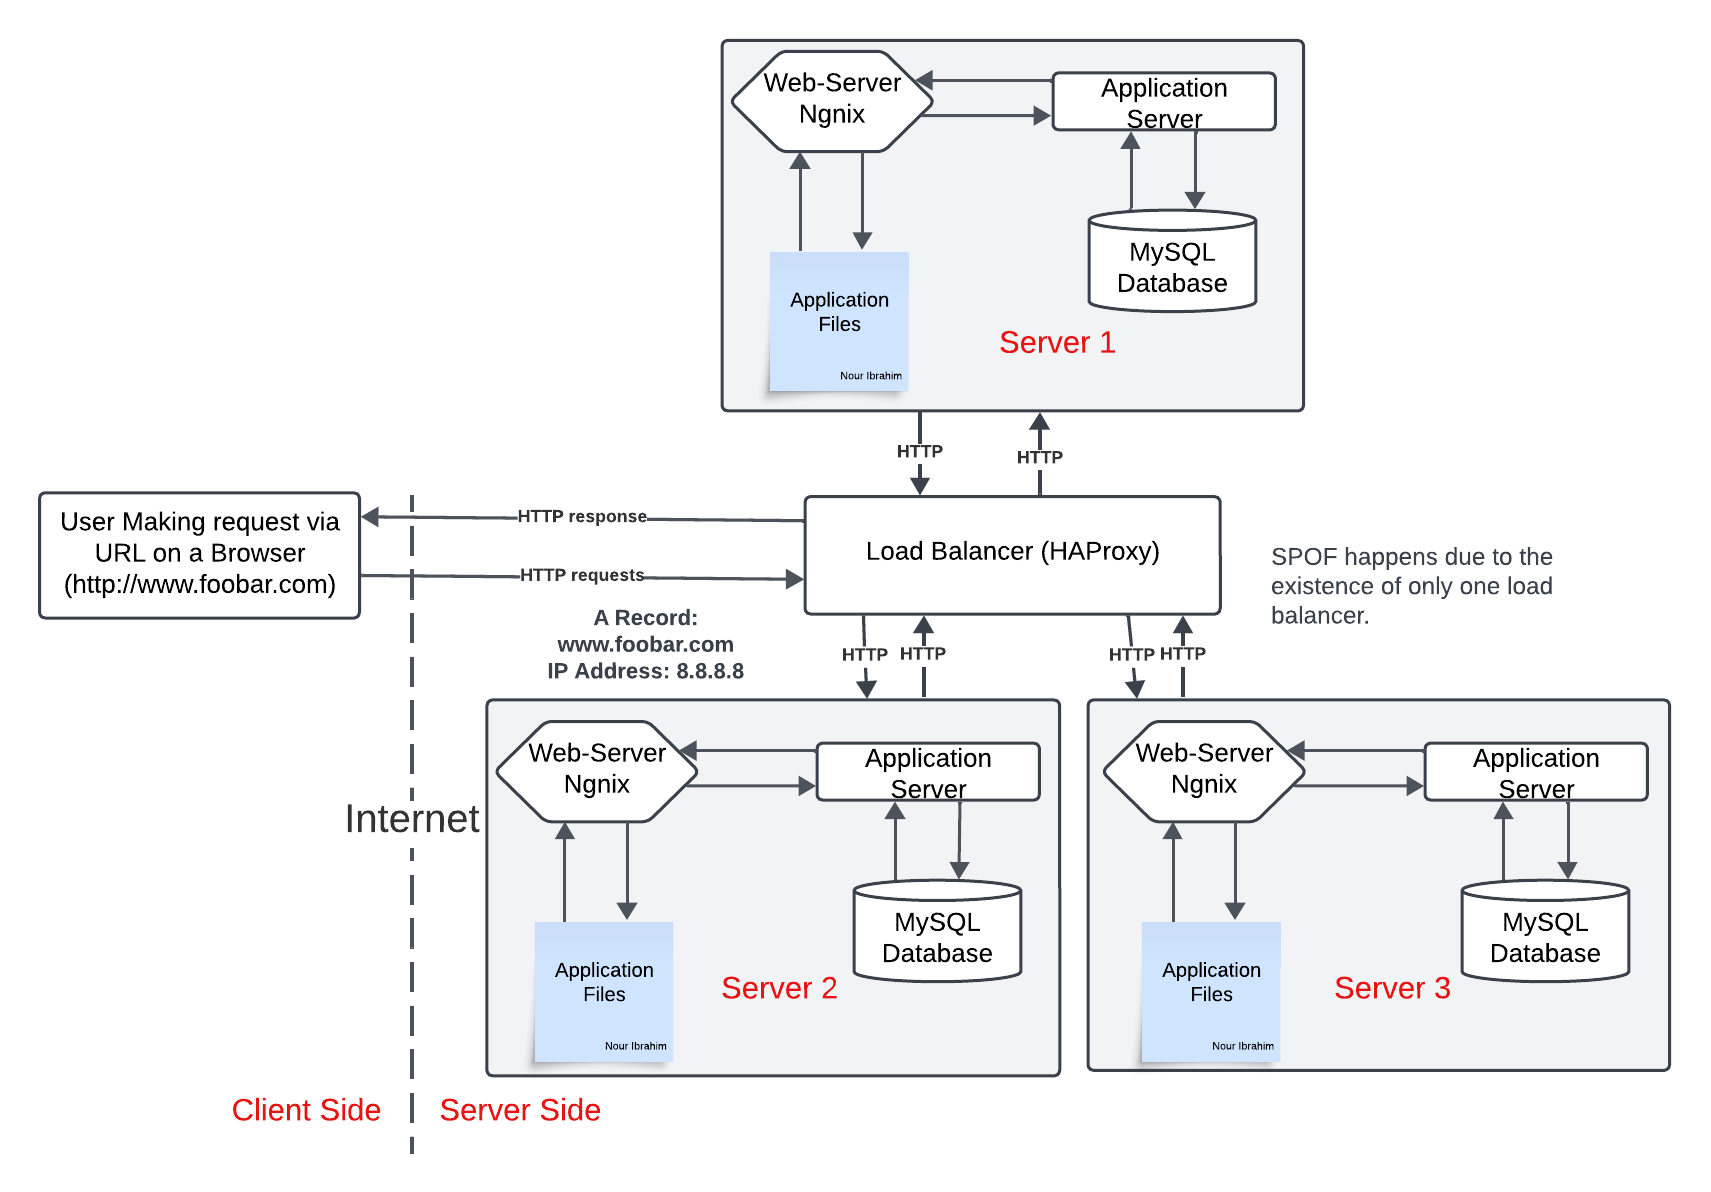 Web-Server
Ngnix
Application
Server
MySQL
Database
Application
Files
Nour Ibrahim
Server 1
HTTP
HTTP
User Making request via
URL on a Browser
(http://www.foobar.com)
HTTP response
HTTP requests
Load Balancer (HAProxy)
SPOF happens due to the
existence of only one load
balancer.
A Record:
www.foobar.com
IP Address: 8.8.8.8
HTTP
HTTP
HTTP
HTTP
Internet
Web-Server
Ngnix
Application
Server
MySQL
Database
Application
Files
Nour Ibrahim
Server 2
Web-Server
Ngnix
Application
Server
MySQL
Database
Application
Files
Nour Ibrahim
Server 3
Client Side
Server Side